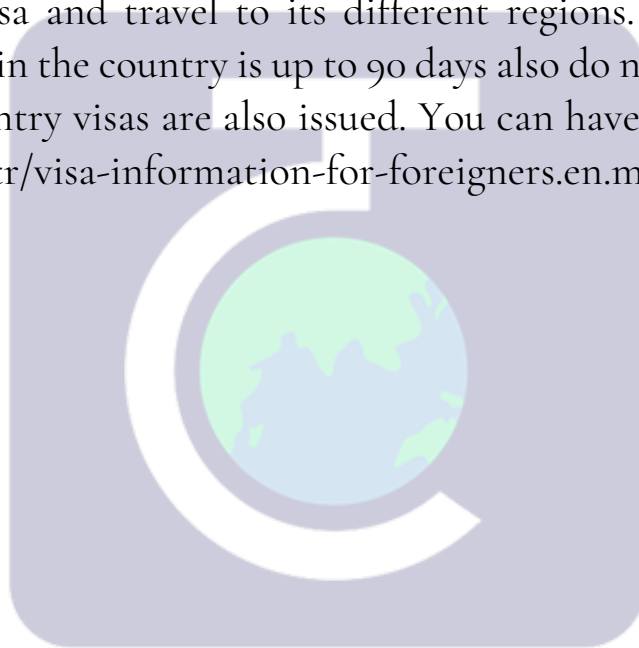 sa and travel to its different regions.
in the country is up to 90 days also do n
ntry visas are also issued. You can have
tr/visa-information-for-foreigners.en.m